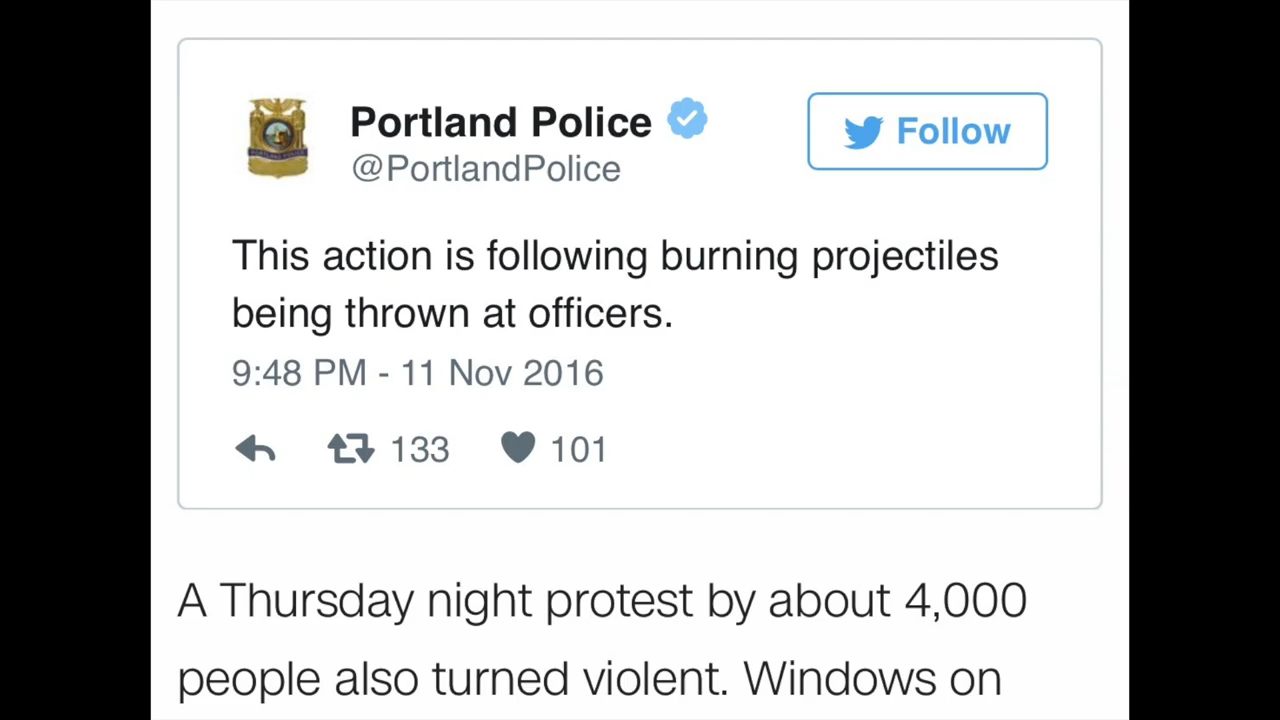 Portland Police
@PortlandPolice
Follow
This action is following burning projectiles
being thrown at officers.
9:48 PM - 11 Nov 2016
133 101
A Thursday night protest by about 4,000
people also turned violent. Windows on